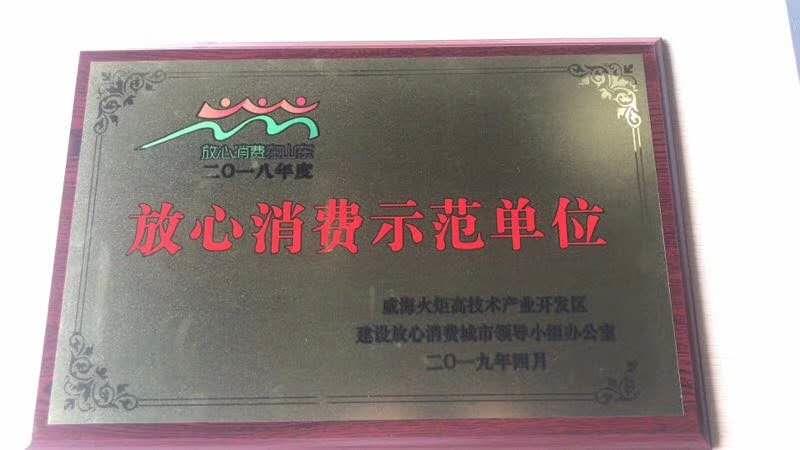 放心消费在山东
二〇一八年度
放心消费示范单位
威海火炬高技术产业开发区
建设放心消费城市领导小组办公室
二〇一九年四月